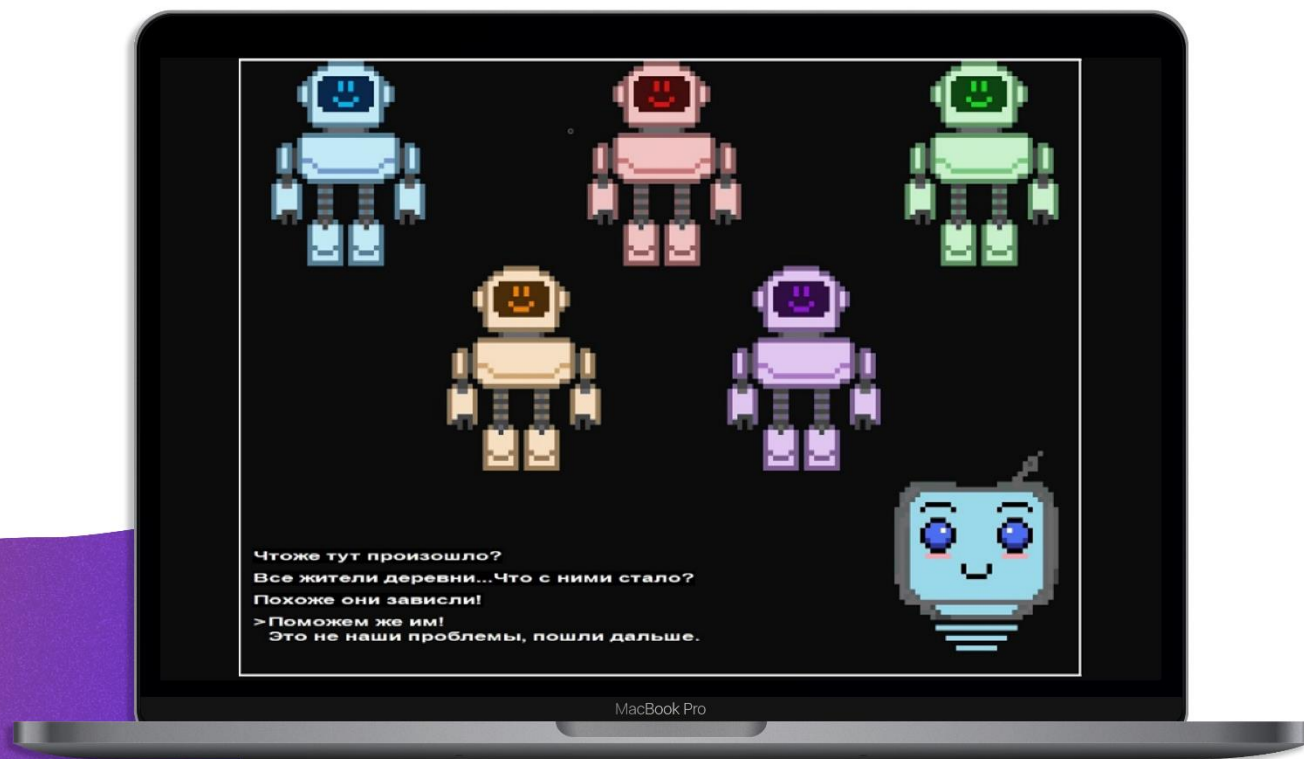 Чтоже тут произошло?
Все жители деревни...Что с ними стало?
Похоже они зависли!
>Поможем же им!
Это не наши проблемы, пошли дальше.
MacBook Pro